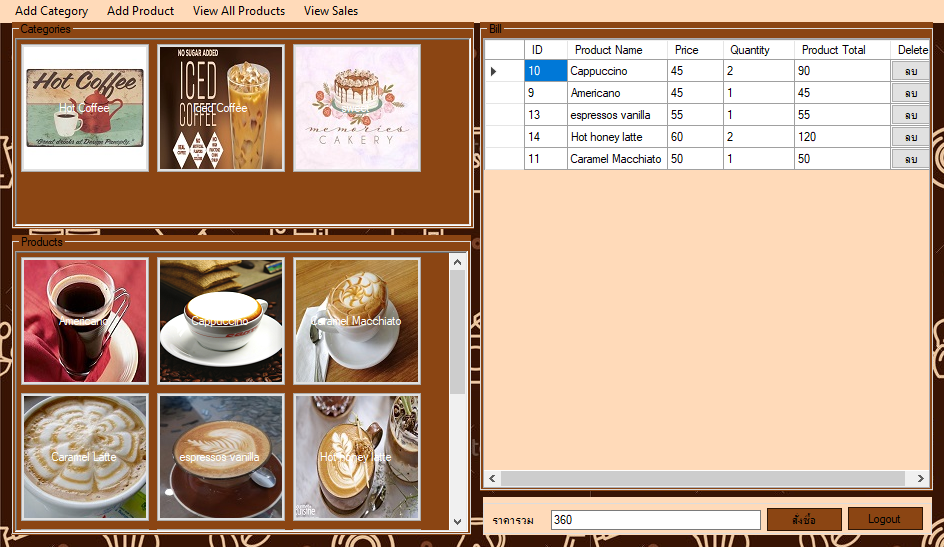 Add Category Add Product View All Products View Sales
Categories
Hot Coffee
Hot Coffee
"Great drinks at Design Panoply."
NO SUGAR ADDED
ICED COFFEE
Iced Coffee
memories
CAKERY
Products
Americano
Cappuccino
Caramel Macchiato
Caramel Latte
espressos vanilla
Hot honey latte
cuisine
Bill
ID Product Name Price Quantity Product Total Delete
10 Cappuccino 45 2 90 ลบ
9 Americano 45 1 45 ลบ
13 espressos vanilla 55 1 55 ลบ
14 Hot honey latte 60 2 120 ลบ
11 Caramel Macchiato 50 1 50 ลบ
ราคารวม 360 สั่งซื้อ Logout